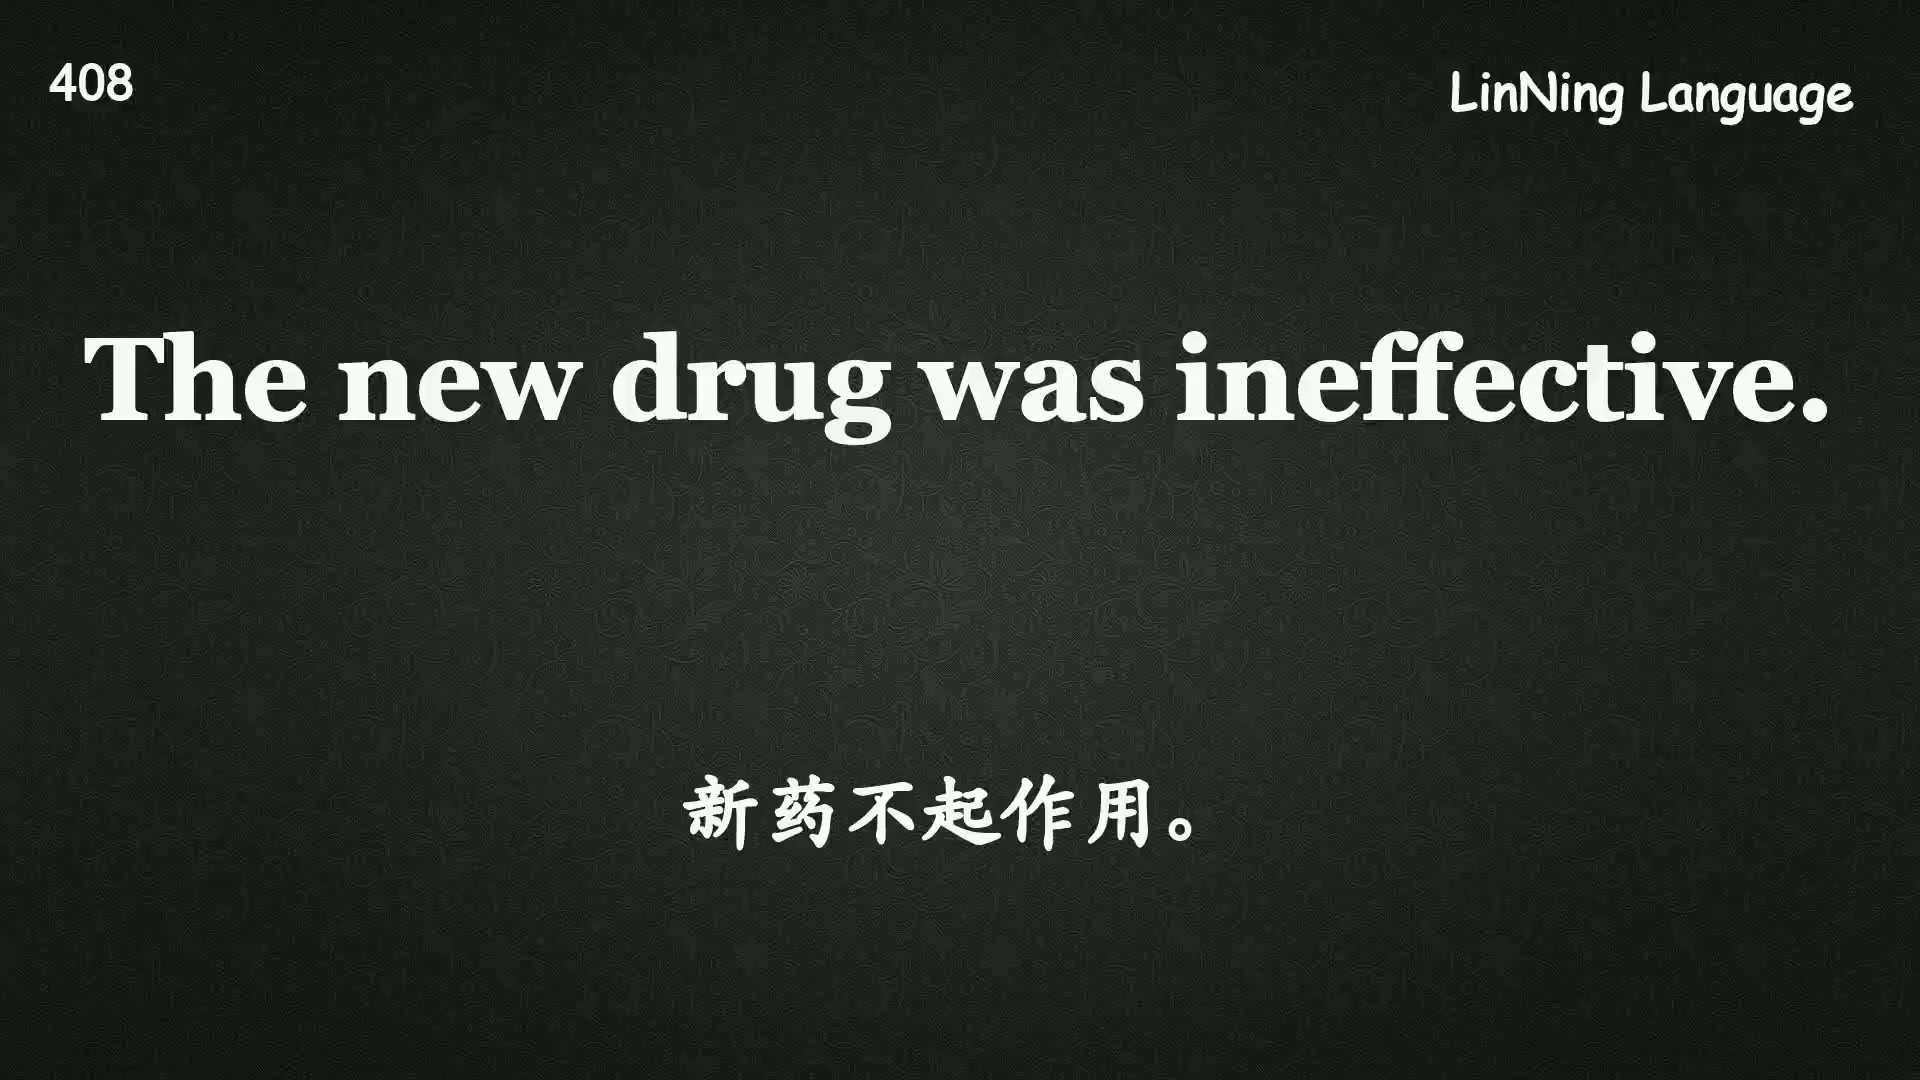 408
LinNing Language
The new drug was ineffective.
新药不起作用。